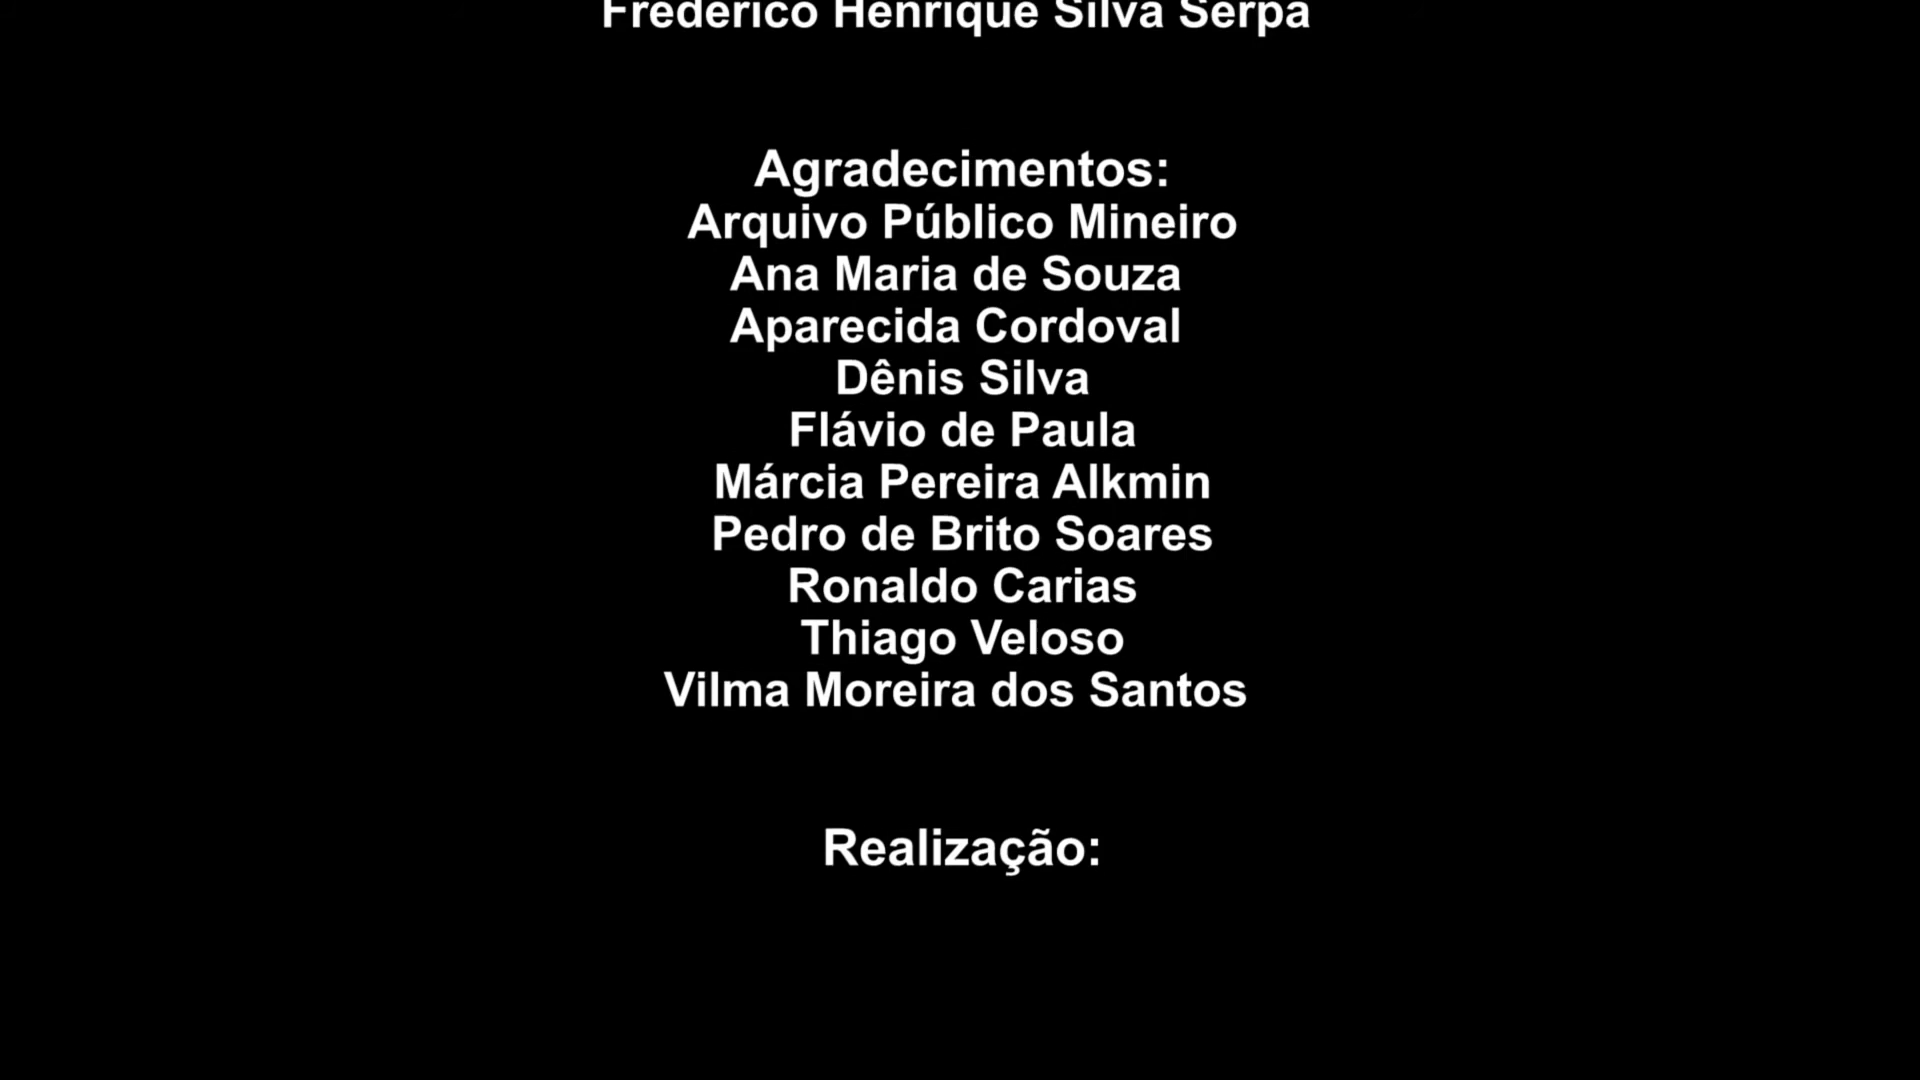 Frederico Henrique Silva Serpa
Agradecimentos:
Arquivo Público Mineiro
Ana Maria de Souza
Aparecida Cordoval
Dênis Silva
Flávio de Paula
Márcia Pereira Alkmin
Pedro de Brito Soares
Ronaldo Carias
Thiago Veloso
Vilma Moreira dos Santos
Realização: